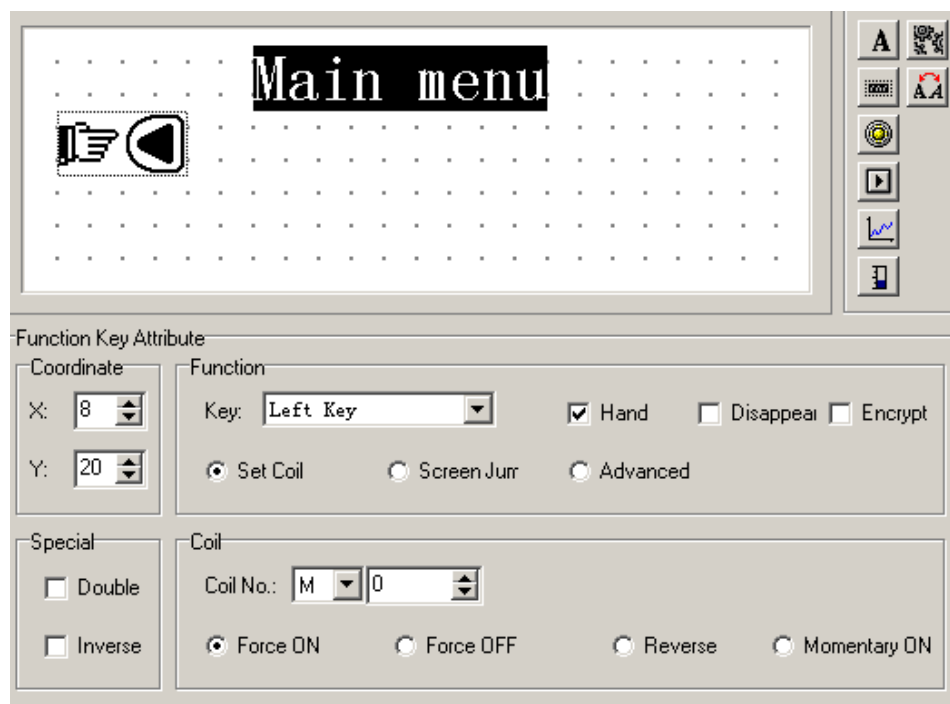 Main menu
A
A A
Function Key Attribute
Coordinate
Function
X: 8
Key: Left Key
Hand
Disappear
Encrypt
Y: 20
Set Coil
Screen Jum
Advanced
Special
Coil
Double
Coil No.: M 0
Inverse
Force ON
Force OFF
Reverse
Momentary ON